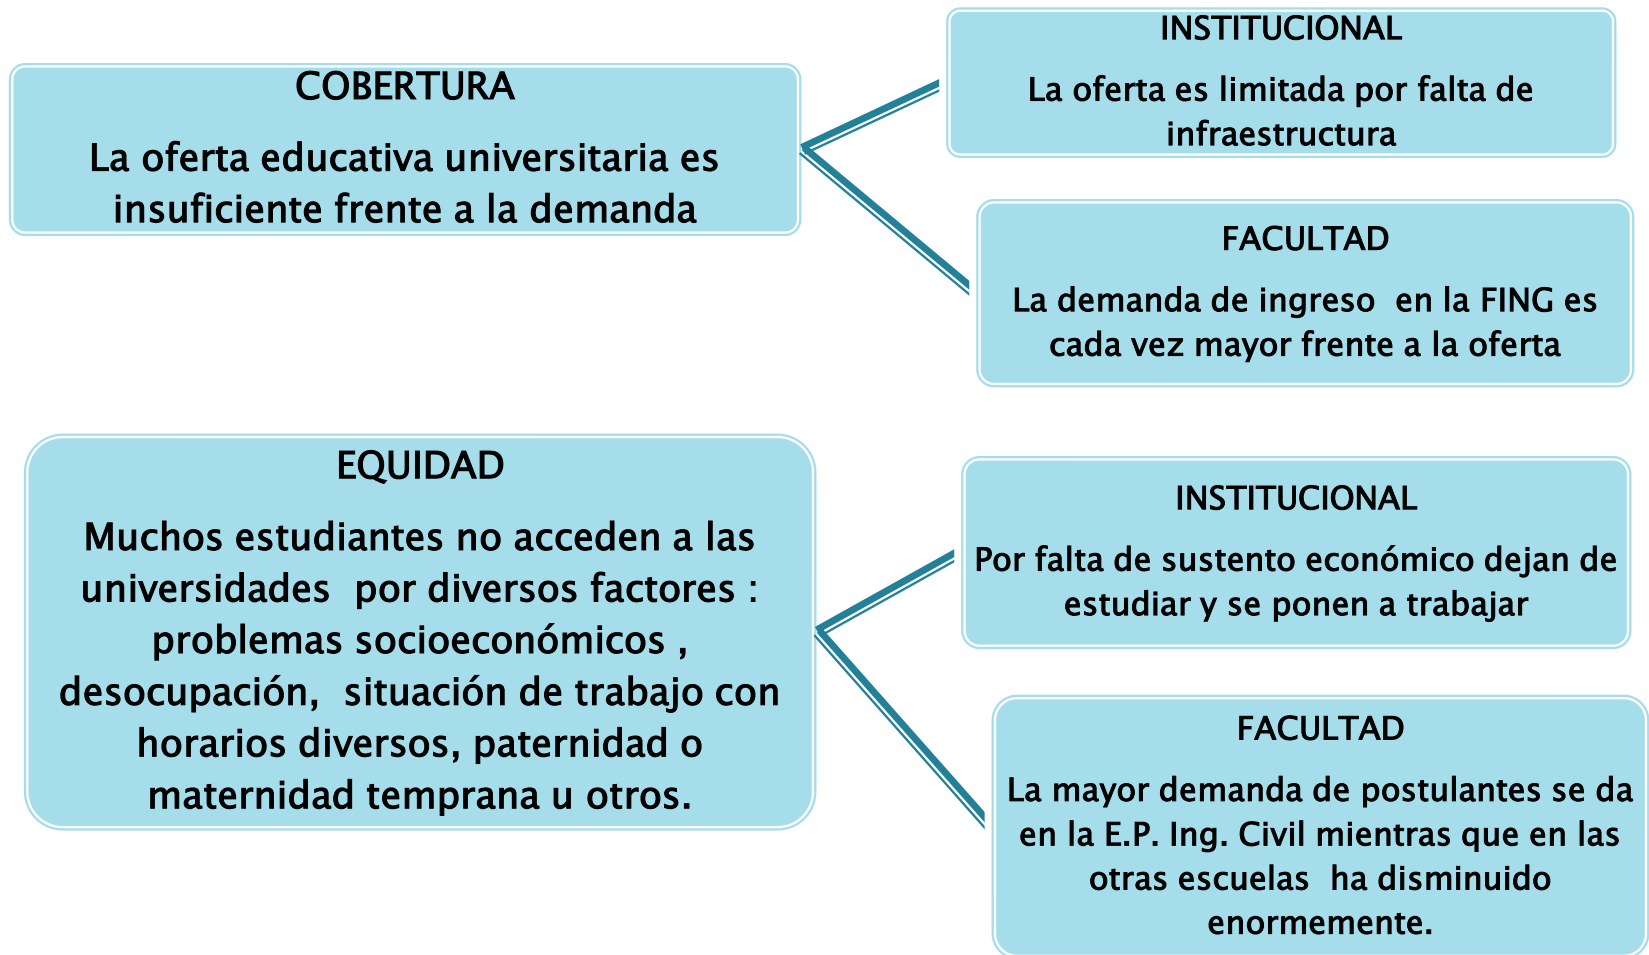 COBERTURA
La oferta educativa universitaria es
insuficiente frente a la demanda
INSTITUCIONAL
La oferta es limitada por falta de
infraestructura
FACULTAD
La demanda de ingreso  en la FING es
cada vez mayor frente a la oferta
EQUIDAD
Muchos estudiantes no acceden a las
universidades  por diversos factores :
problemas socioeconómicos ,
desocupación,  situación de trabajo con
horarios diversos, paternidad o
maternidad temprana u otros.
INSTITUCIONAL
Por falta de sustento económico dejan de
estudiar y se ponen a trabajar
FACULTAD
La mayor demanda de postulantes se da
en la E.P. Ing. Civil mientras que en las
otras escuelas  ha disminuido
enormemente.